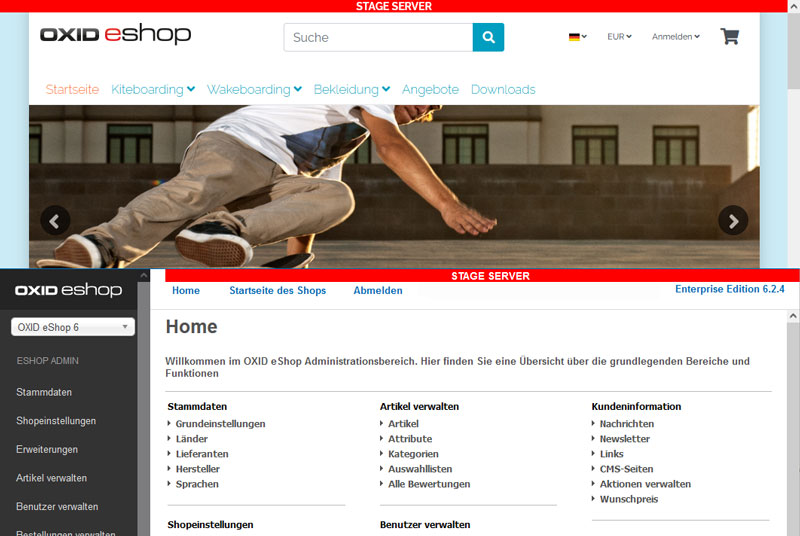 STAGE SERVER
OXID eshop
Suche
EUR
Anmelden
Startseite
Kiteboarding
Wakeboarding
Bekleidung
Angebote
Downloads
STAGE SERVER
OXID eshop
Home
Startseite des Shops
Abmelden
Enterprise Edition 6.2.4
OXID eShop 6
ESHOP ADMIN
Stammdaten
Shopeinstellungen
Erweiterungen
Artikel verwalten
Benutzer verwalten
Bestellungen verwalten
Home
Willkommen im OXID eShop Administrationsbereich. Hier finden Sie eine Übersicht über die grundlegenden Bereiche und
Funktionen
Stammdaten
Grundeinstellungen
Länder
Lieferanten
Hersteller
Sprachen
Artikel verwalten
Artikel
Attribute
Kategorien
Auswahllisten
Alle Bewertungen
Kundeninformation
Nachrichten
Newsletter
Links
CMS-Seiten
Aktionen verwalten
Wunschpreis
Shopeinstellungen
Benutzer verwalten